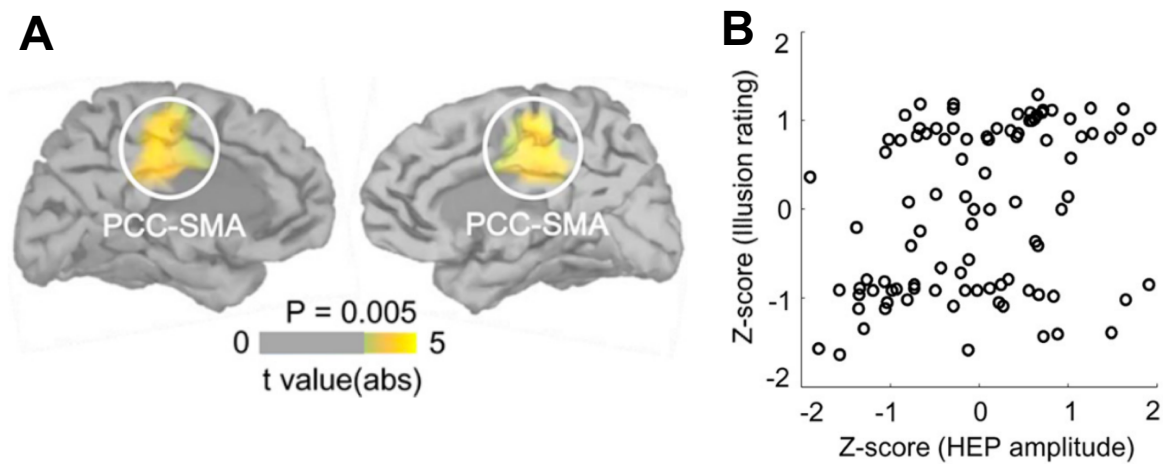 A
PCC-SMA
PCC-SMA
P = 0.005
0
5
t value(abs)
B
Z-score (Illusion rating)
2
1
0
-1
-2
-2
-1
0
1
2
Z-score (HEP amplitude)